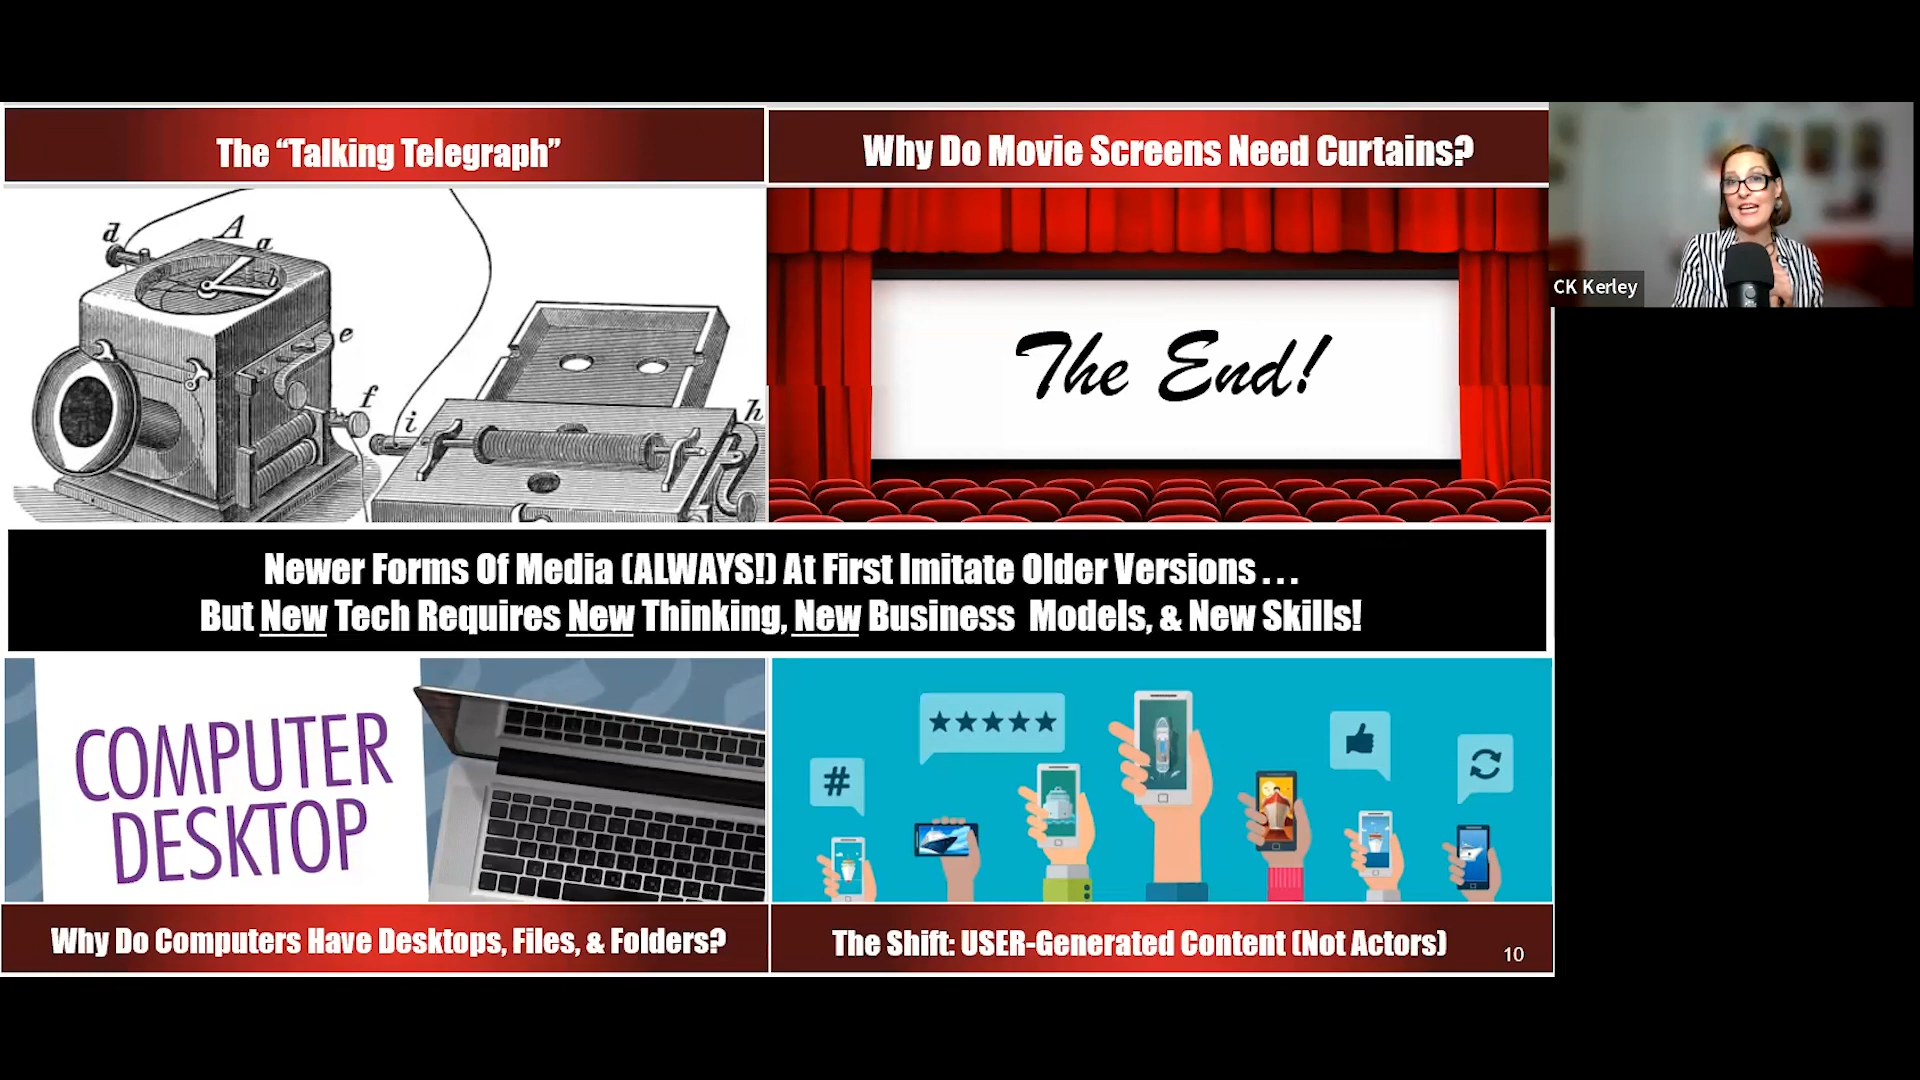 The “Talking Telegraph”
Why Do Movie Screens Need Curtains?
d
A
a
e
f
i
h
The End!
CK Kerley
Newer Forms Of Media (ALWAYS!) At First Imitate Older Versions . . .
But New Tech Requires New Thinking, New Business Models, & New Skills!
COMPUTER
DESKTOP
#
Why Do Computers Have Desktops, Files, & Folders?
The Shift: USER-Generated Content (Not Actors)
10